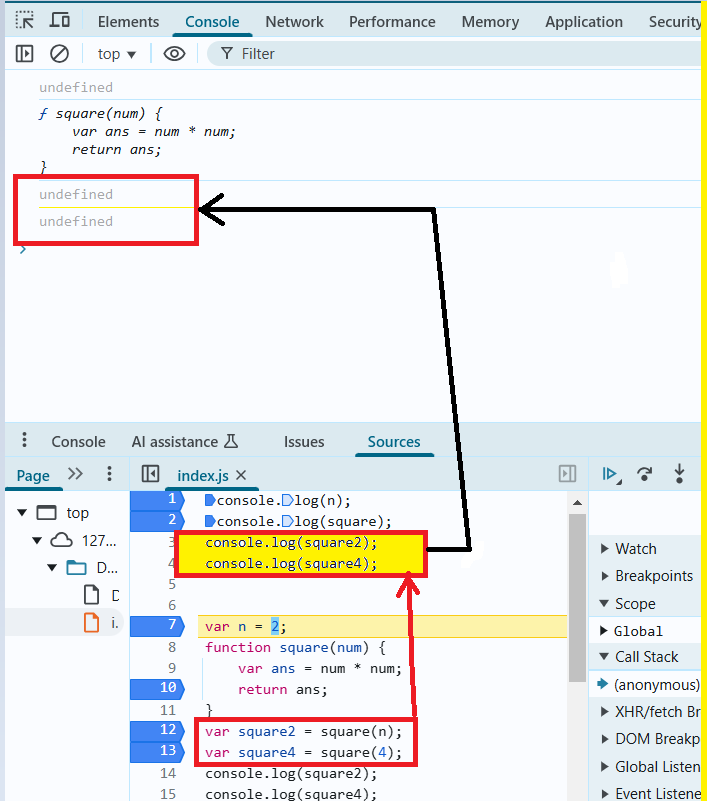 Elements Console Network Performance Memory Application Security
top Filter
undefined
ƒ square(num) {
var ans = num * num;
return ans;
}
undefined
undefined
>
Console AI assistance Issues Sources
Page index.js
top
127...
D...
D
i.
1 console.log(n);
2 console.log(square);
3 console.log(square2);
4 console.log(square4);
5
6
7 var n = 2;
8 function square(num) {
9 var ans = num * num;
10 return ans;
11 }
12 var square2 = square(n);
13 var square4 = square(4);
14 console.log(square2);
15 console.log(square4);
Watch
Breakpoints
Scope
Global
Call Stack
(anonymous)
XHR/fetch Br
DOM Breakp
Global Listen
Event Listene